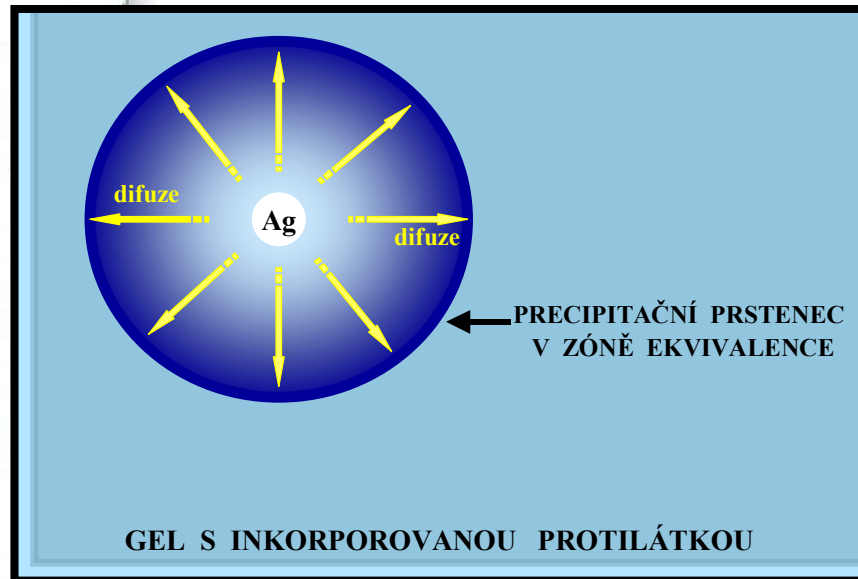 difuze
Ag
difuze
PRECIPITAČNÍ PRSTENEC
V ZÓNĚ EKVIVALENCE
GEL S INKORPOROVANOU PROTILÁTKOU